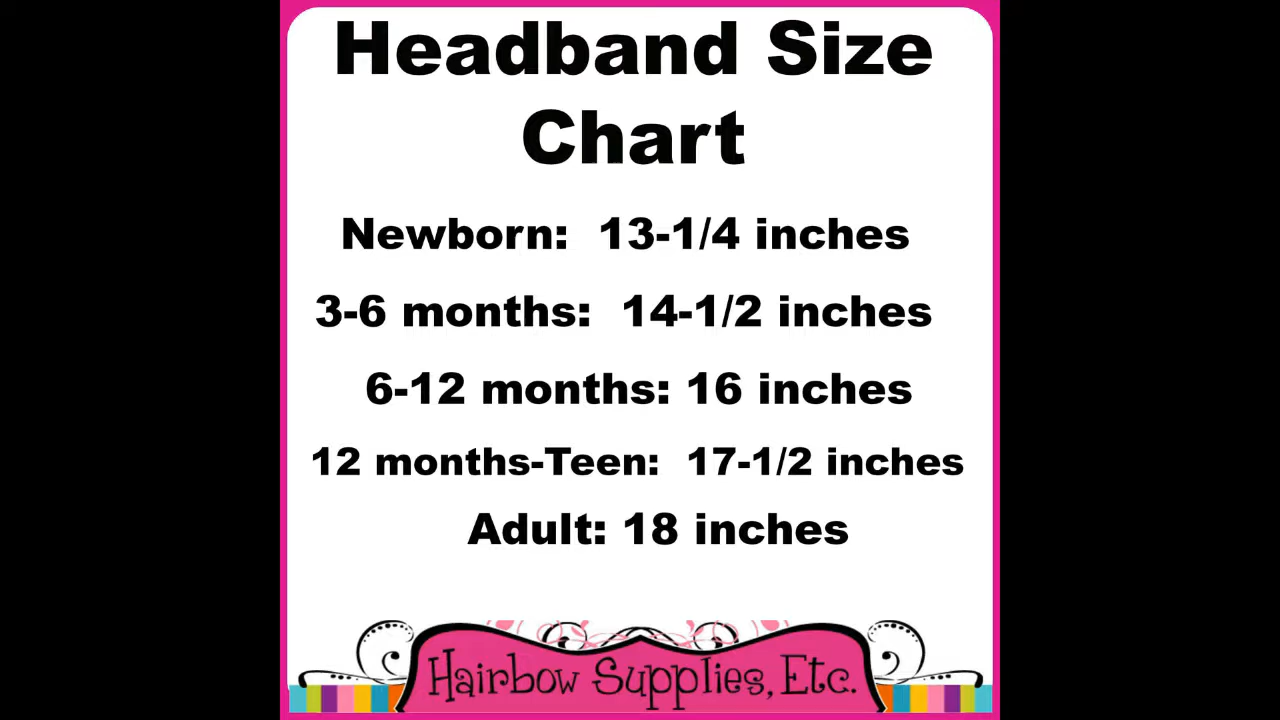 Headband Size
Chart
Newborn:  13-1/4 inches
3-6 months:  14-1/2 inches
6-12 months: 16 inches
12 months-Teen:  17-1/2 inches
Adult: 18 inches
Hairbow Supplies, Etc.